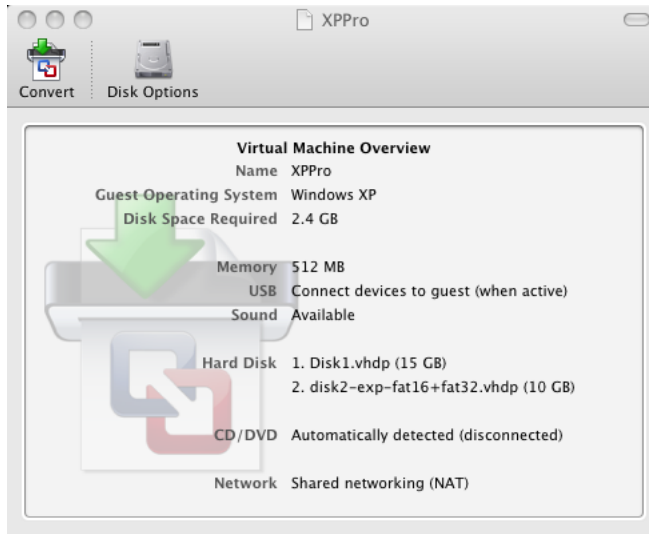 XPPro
Convert
Disk Options
Virtual Machine Overview
Name XPPro
Guest Operating System Windows XP
Disk Space Required 2.4 GB
Memory 512 MB
USB Connect devices to guest (when active)
Sound Available
Hard Disk 1. Disk1.vhdp (15 GB)
2. disk2-exp-fat16+fat32.vhdp (10 GB)
CD/DVD Automatically detected (disconnected)
Network Shared networking (NAT)